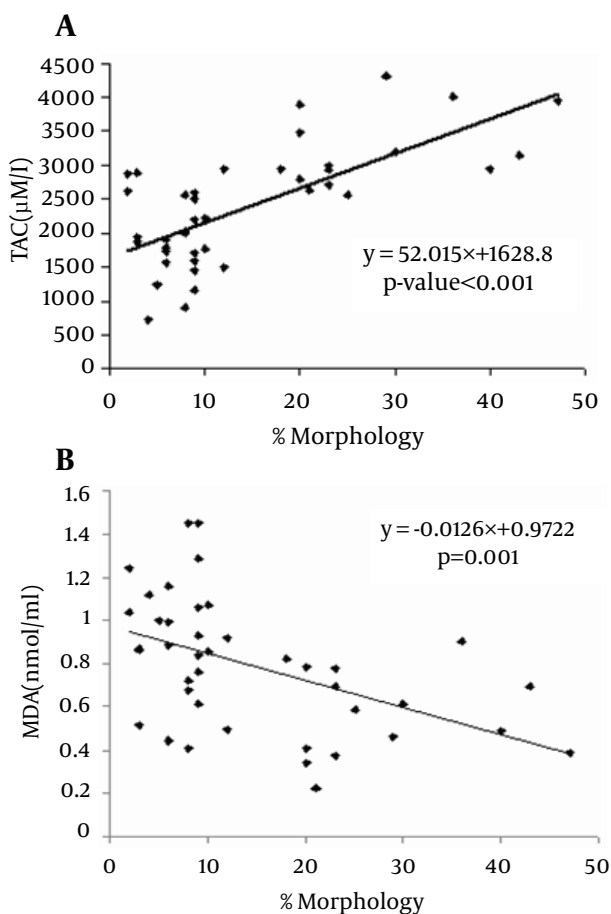 A
4500
4000
3500
3000
2500
2000
1500
1000
500
0
TAC(µM/I)
y = 52.015×+1628.8
p-value<0.001
0 10 20 30 40 50
% Morphology
B
1.6
1.4
1.2
1
0.8
0.6
0.4
0.2
0
MDA(nmol/ml)
y = -0.0126×+0.9722
p=0.001
0 10 20 30 40 50
% Morphology